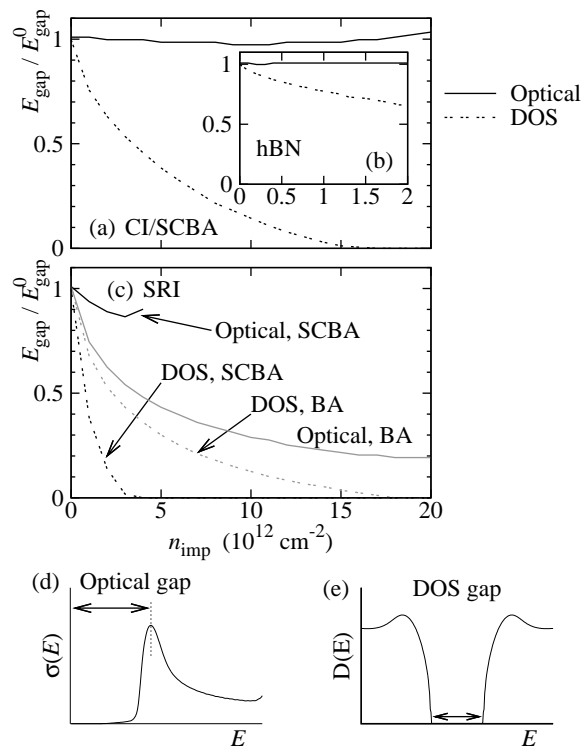 E_gap / E^0_gap
1
0.5
0
(a) CI/SCBA
1
0.5
0
0 0.5 1 1.5 2
hBN
(b)
Optical
DOS
E_gap / E^0_gap
1
0.5
0
(c) SRI
Optical, SCBA
DOS, SCBA
DOS, BA
Optical, BA
0 5 10 15 20
n_imp (10^12 cm^-2)
(d) Optical gap
σ(E)
E
(e) DOS gap
D(E)
E